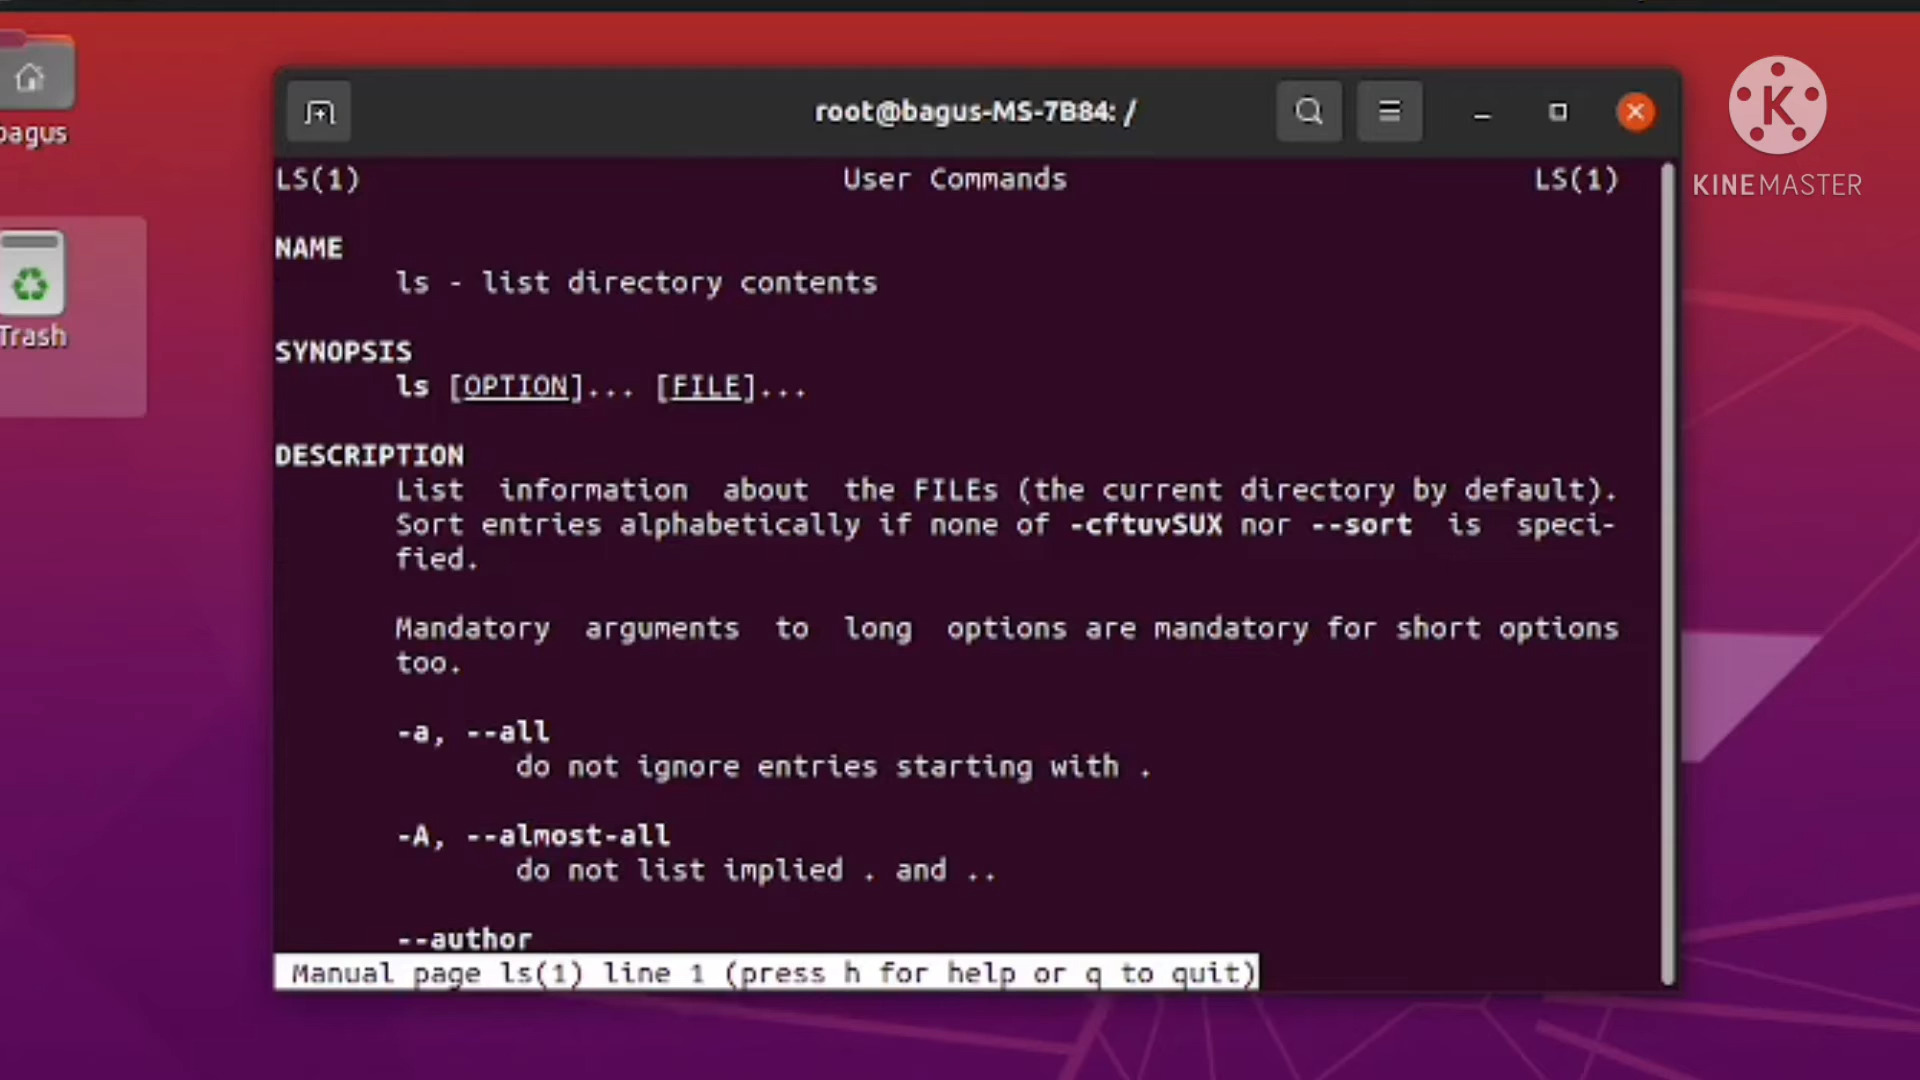 root@bagus-MS-7B84: /
KINEMASTER
bagus
Trash
LS(1) User Commands LS(1)
NAME
ls - list directory contents
SYNOPSIS
ls [OPTION]... [FILE]...
DESCRIPTION
List information about the FILEs (the current directory by default).
Sort entries alphabetically if none of -cftuvSUX nor --sort is speci-
fied.
Mandatory arguments to long options are mandatory for short options
too.
-a, --all
do not ignore entries starting with .
-A, --almost-all
do not list implied . and ..
--author
Manual page ls(1) line 1 (press h for help or q to quit)